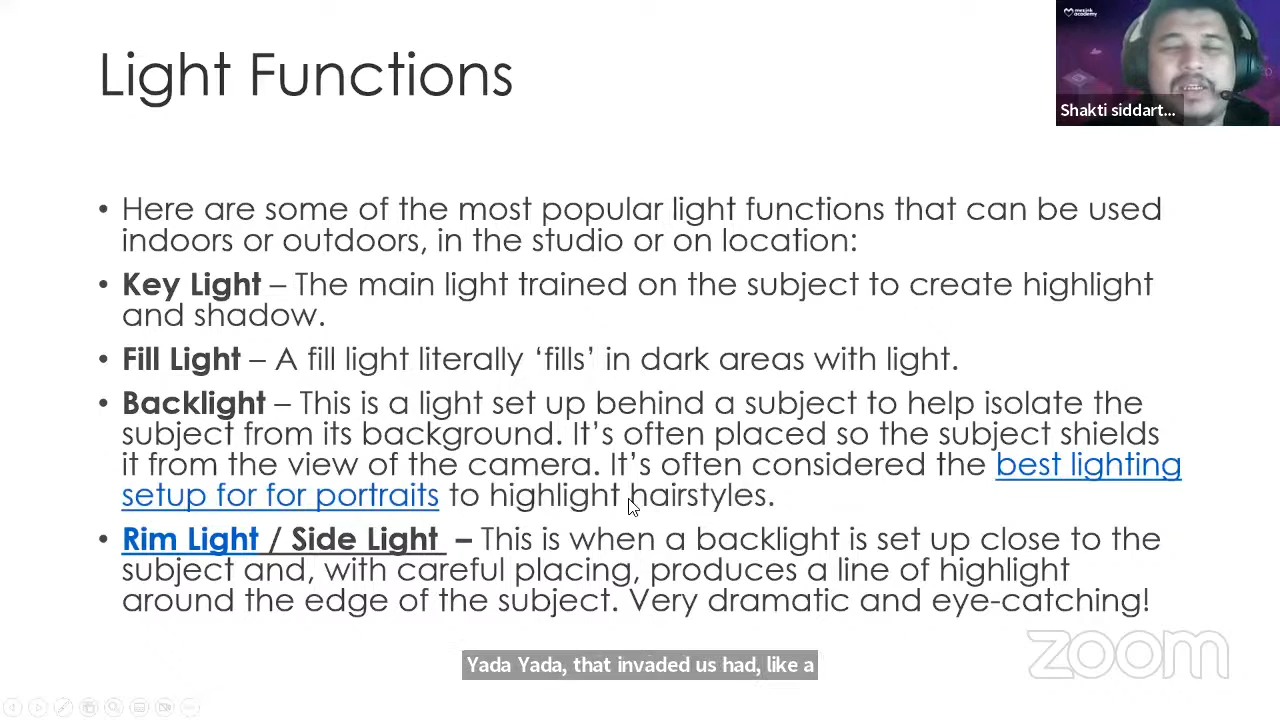 Light Functions
mezink
academy
Shakti siddart...
• Here are some of the most popular light functions that can be used
indoors or outdoors, in the studio or on location:
• Key Light – The main light trained on the subject to create highlight
and shadow.
• Fill Light – A fill light literally ‘fills’ in dark areas with light.
• Backlight – This is a light set up behind a subject to help isolate the
subject from its background. It’s often placed so the subject shields
it from the view of the camera. It’s often considered the best lighting
setup for for portraits to highlight hairstyles.
• Rim Light / Side Light – This is when a backlight is set up close to the
subject and, with careful placing, produces a line of highlight
around the edge of the subject. Very dramatic and eye-catching!
zoom
Yada Yada, that invaded us had, like a